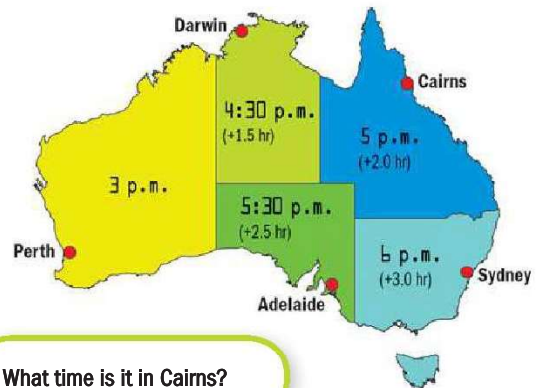 Darwin
Cairns
4:30 p.m.
(+1.5 hr)
5 p.m.
(+2.0 hr)
3 p.m.
5:30 p.m.
(+2.5 hr)
6 p.m.
(+3.0 hr)
Perth
Sydney
Adelaide
What time is it in Cairns?